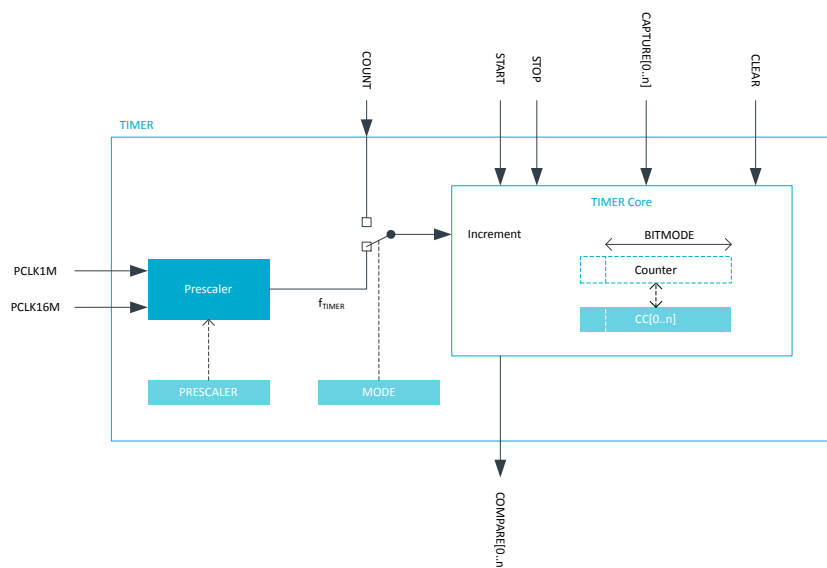 COUNT
START
STOP
CAPTURE[0..n]
CLEAR
TIMER
TIMER Core
Increment
BITMODE
Counter
CC[0..n]
PCLK1M
PCLK16M
Prescaler
fTIMER
PRESCALER
MODE
COMPARE[0..n